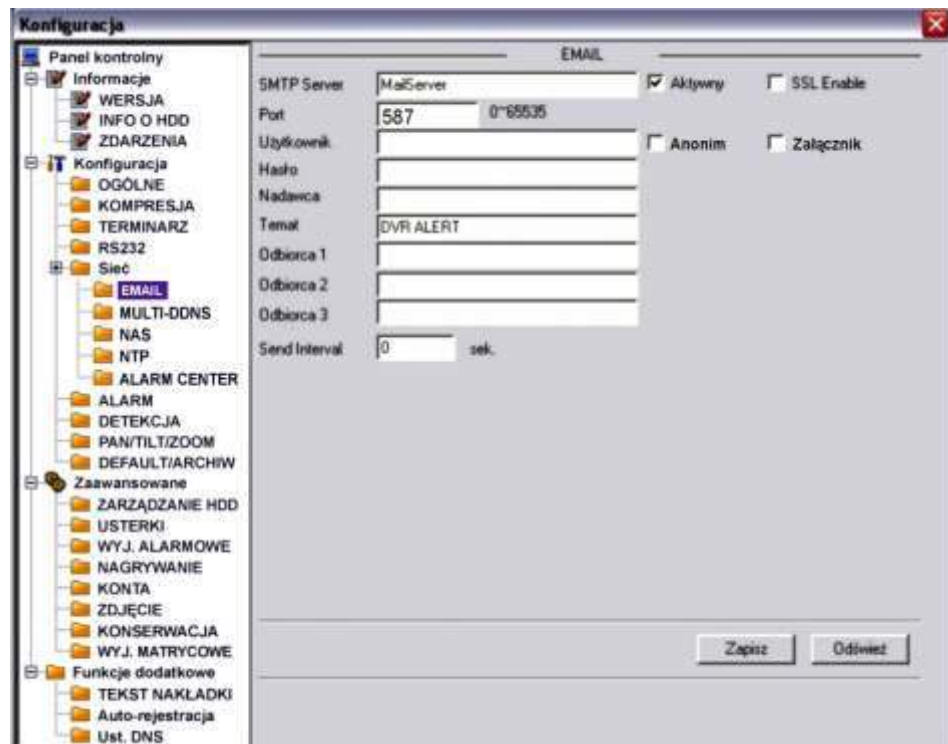 Konfiguracja
Panel kontrolny
Informacje
WERSJA
INFO O HDD
ZDARZENIA
Konfiguracja
OGÓLNE
KOMPRESJA
TERMINARZ
RS232
Sieć
EMAIL
MULTI-DDNS
NAS
NTP
ALARM CENTER
ALARM
DETEKCJA
PAN/TILT/ZOOM
DEFAULT/ARCHIW
Zaawansowane
ZARZĄDZANIE HDD
USTERKI
WYJ. ALARMOWE
NAGRYWANIE
KONTA
ZDJĘCIE
KONSERWACJA
WYJ. MATRYCOWE
Funkcje dodatkowe
TEKST NAKŁADKI
Auto-rejestracja
Ust. DNS
EMAIL
SMTP Server MailServer Aktywny SSL Enable
Port 587 0~65535
Użytkownik Anonim Załącznik
Hasło
Nadawca
Temat DVR ALERT
Odbiorca 1
Odbiorca 2
Odbiorca 3
Send Interval 0 sek.
Zapisz Odśwież